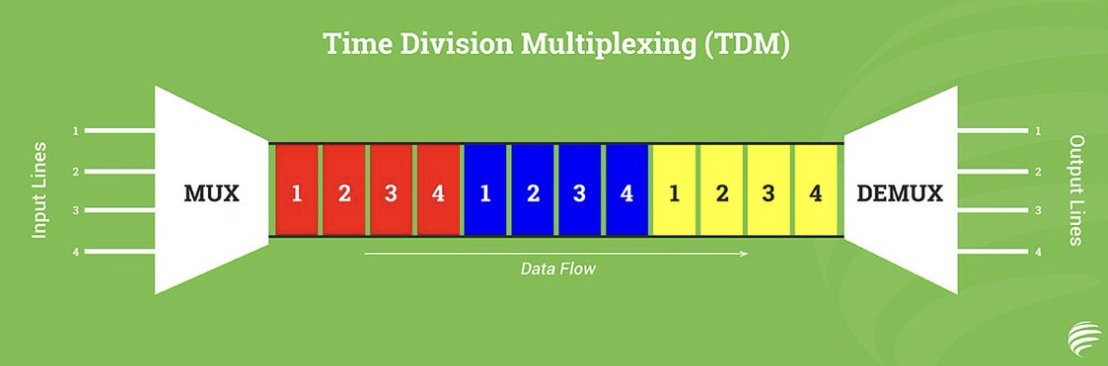 Time Division Multiplexing (TDM)
Input Lines
1
2
3
4
MUX
1 2 3 4 1 2 3 4 1 2 3 4
DEMUX
1
2
3
4
Output Lines
Data Flow